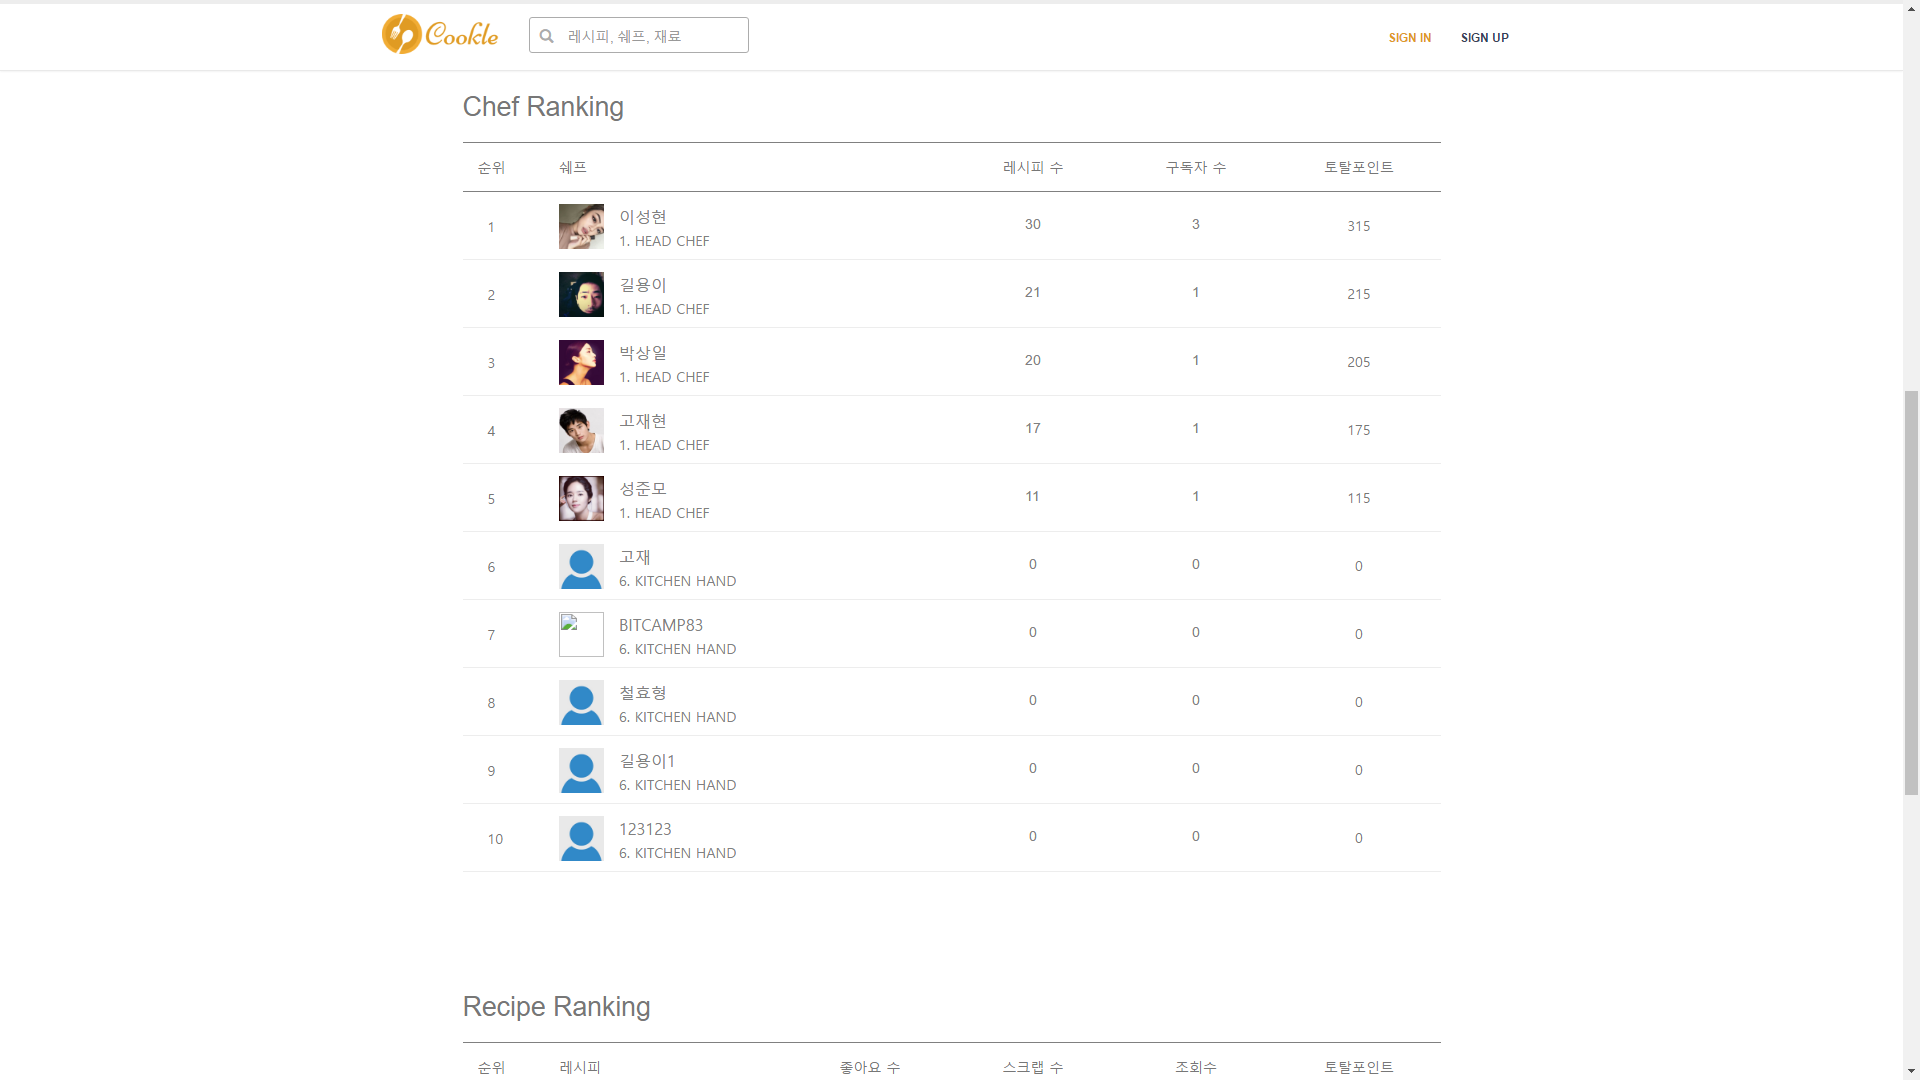 Cookle 레시피, 쉐프, 재료 SIGN IN SIGN UP
Chef Ranking
순위 쉐프 레시피 수 구독자 수 토탈포인트
1 이성현 30 3 315
1. HEAD CHEF
2 길용이 21 1 215
1. HEAD CHEF
3 박상일 20 1 205
1. HEAD CHEF
4 고재현 17 1 175
1. HEAD CHEF
5 성준모 11 1 115
1. HEAD CHEF
6 고재 0 0 0
6. KITCHEN HAND
7 BITCAMP83 0 0 0
6. KITCHEN HAND
8 철효형 0 0 0
6. KITCHEN HAND
9 길용이1 0 0 0
6. KITCHEN HAND
10 123123 0 0 0
6. KITCHEN HAND
Recipe Ranking
순위 레시피 좋아요 수 스크랩 수 조회수 토탈포인트